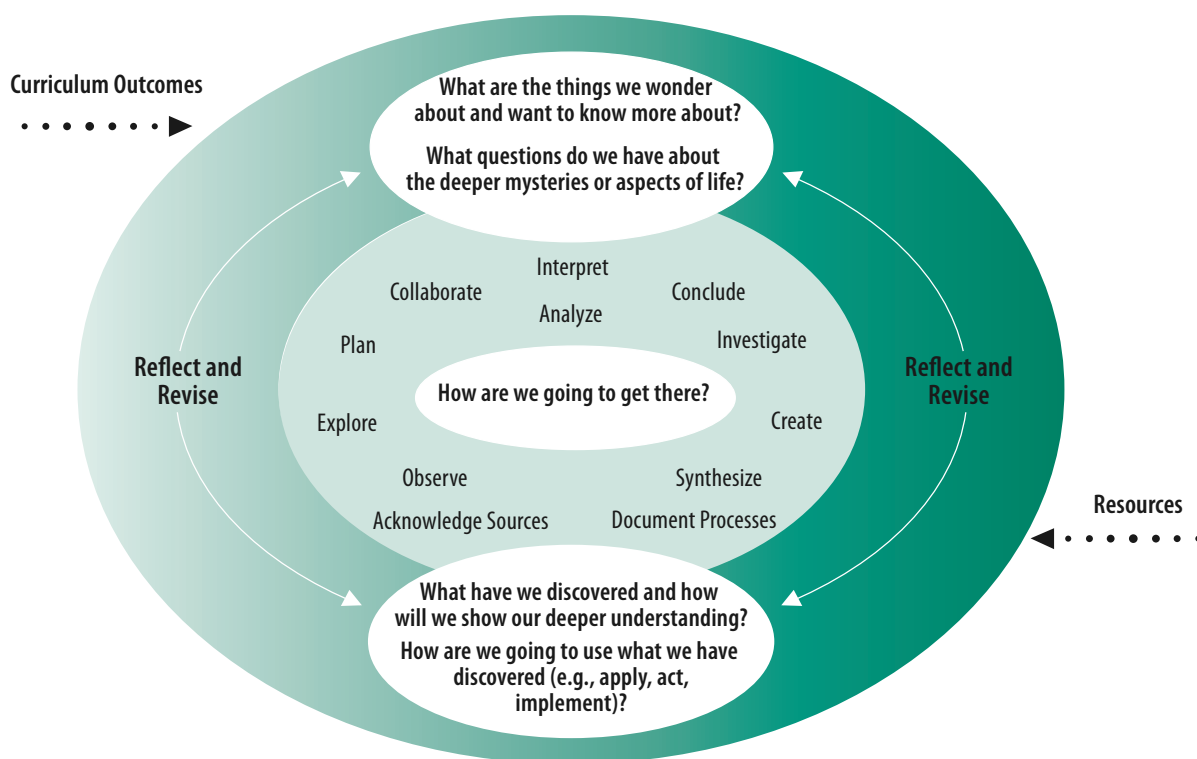 Curriculum Outcomes
What are the things we wonder
about and want to know more about?
What questions do we have about
the deeper mysteries or aspects of life?
Interpret
Collaborate
Conclude
Analyze
Plan
Investigate
Reflect and
Revise
How are we going to get there?
Reflect and
Revise
Explore
Create
Observe
Synthesize
Acknowledge Sources
Document Processes
Resources
What have we discovered and how
will we show our deeper understanding?
How are we going to use what we have
discovered (e.g., apply, act,
implement)?